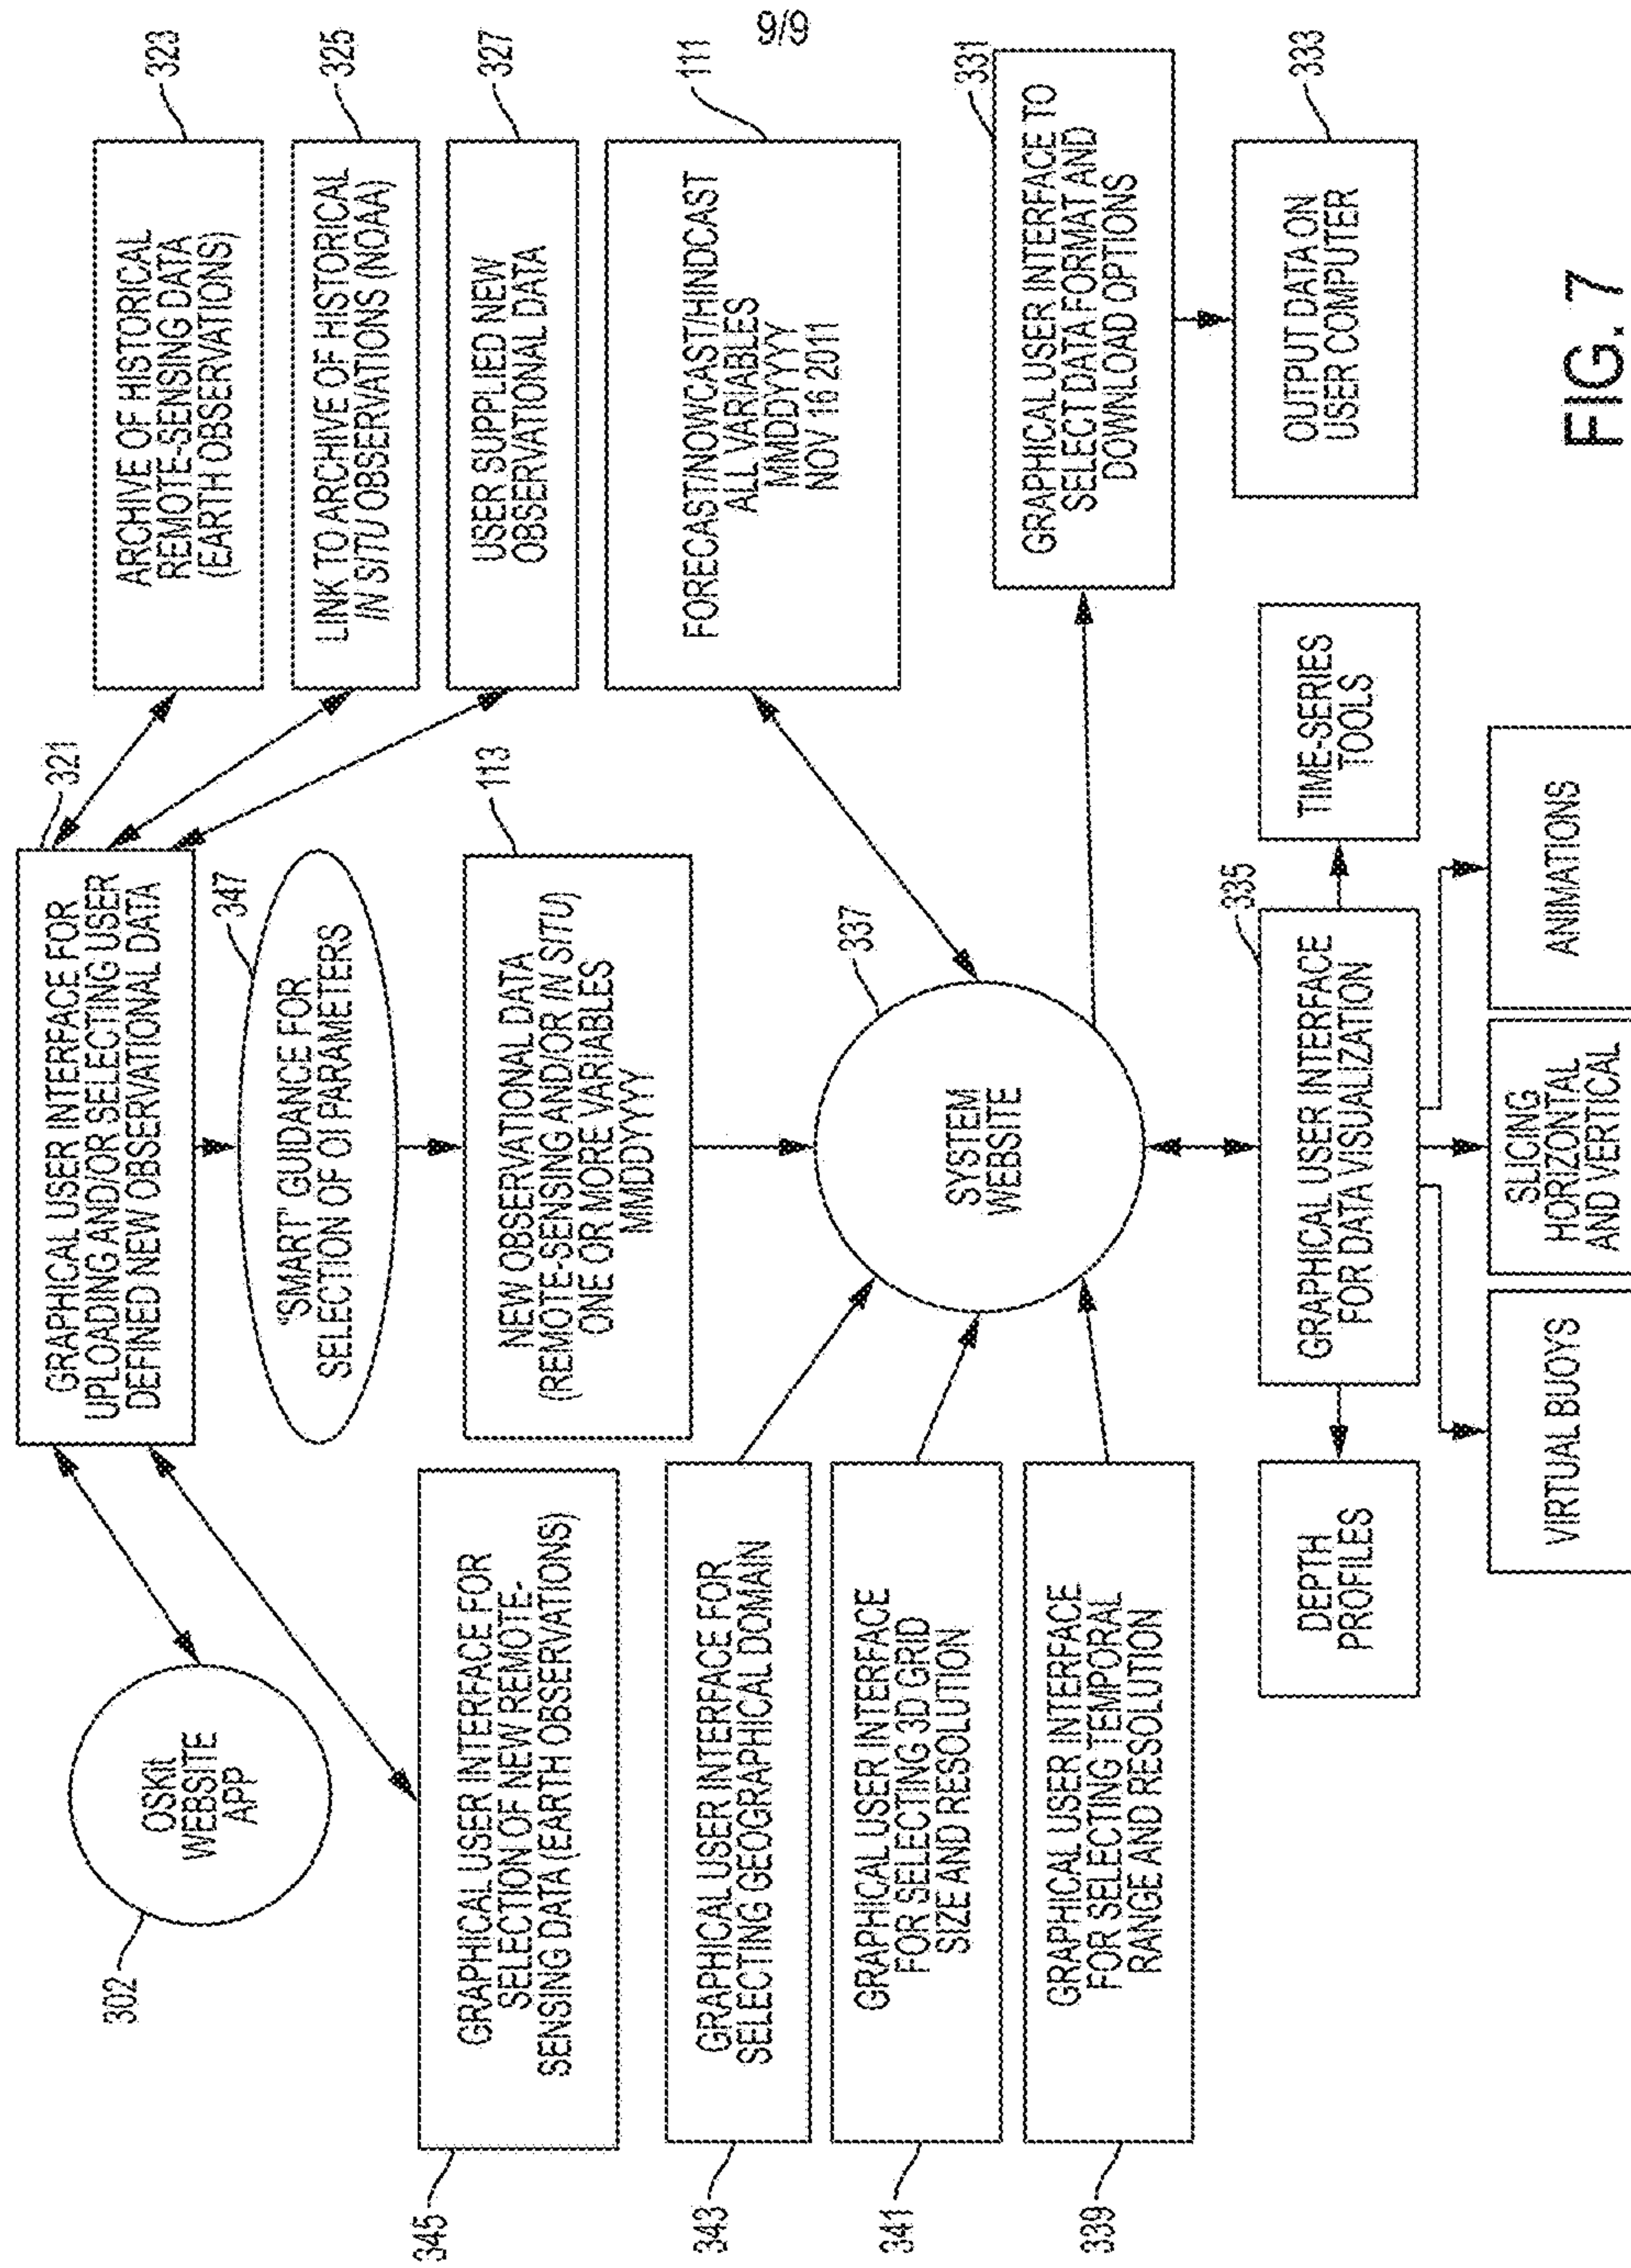 9/9
302
OSKIL
WEBSITE
APP
321
GRAPHICAL USER INTERFACE FOR
UPLOADING AND/OR SELECTING USER
DEFINED NEW OBSERVATIONAL DATA
323
ARCHIVE OF HISTORICAL
REMOTE-SENSING DATA
(EARTH OBSERVATIONS)
325
LINK TO ARCHIVE OF HISTORICAL
IN SITU OBSERVATIONS (NOAA)
327
USER SUPPLIED NEW
OBSERVATIONAL DATA
347
"SMART" GUIDANCE FOR
SELECTION OF OI PARAMETERS
345
GRAPHICAL USER INTERFACE FOR
SELECTION OF NEW REMOTE-
SENSING DATA (EARTH OBSERVATIONS)
113
NEW OBSERVATIONAL DATA
(REMOTE-SENSING AND/OR IN SITU)
ONE OR MORE VARIABLES
MMDDYYYY
111
FORECAST/NOWCAST/HINDCAST
ALL VARIABLES
MMDDYYYY
NOV 16 2011
343
GRAPHICAL USER INTERFACE FOR
SELECTING GEOGRAPHICAL DOMAIN
341
GRAPHICAL USER INTERFACE
FOR SELECTING 3D GRID
SIZE AND RESOLUTION
339
GRAPHICAL USER INTERFACE
FOR SELECTING TEMPORAL
RANGE AND RESOLUTION
337
SYSTEM
WEBSITE
331
GRAPHICAL USER INTERFACE TO
SELECT DATA FORMAT AND
DOWNLOAD OPTIONS
333
OUTPUT DATA ON
USER COMPUTER
335
GRAPHICAL USER INTERFACE
FOR DATA VISUALIZATION
DEPTH
PROFILES
TIME-SERIES
TOOLS
VIRTUAL BUOYS
SLICING
HORIZONTAL
AND VERTICAL
ANIMATIONS
FIG. 7